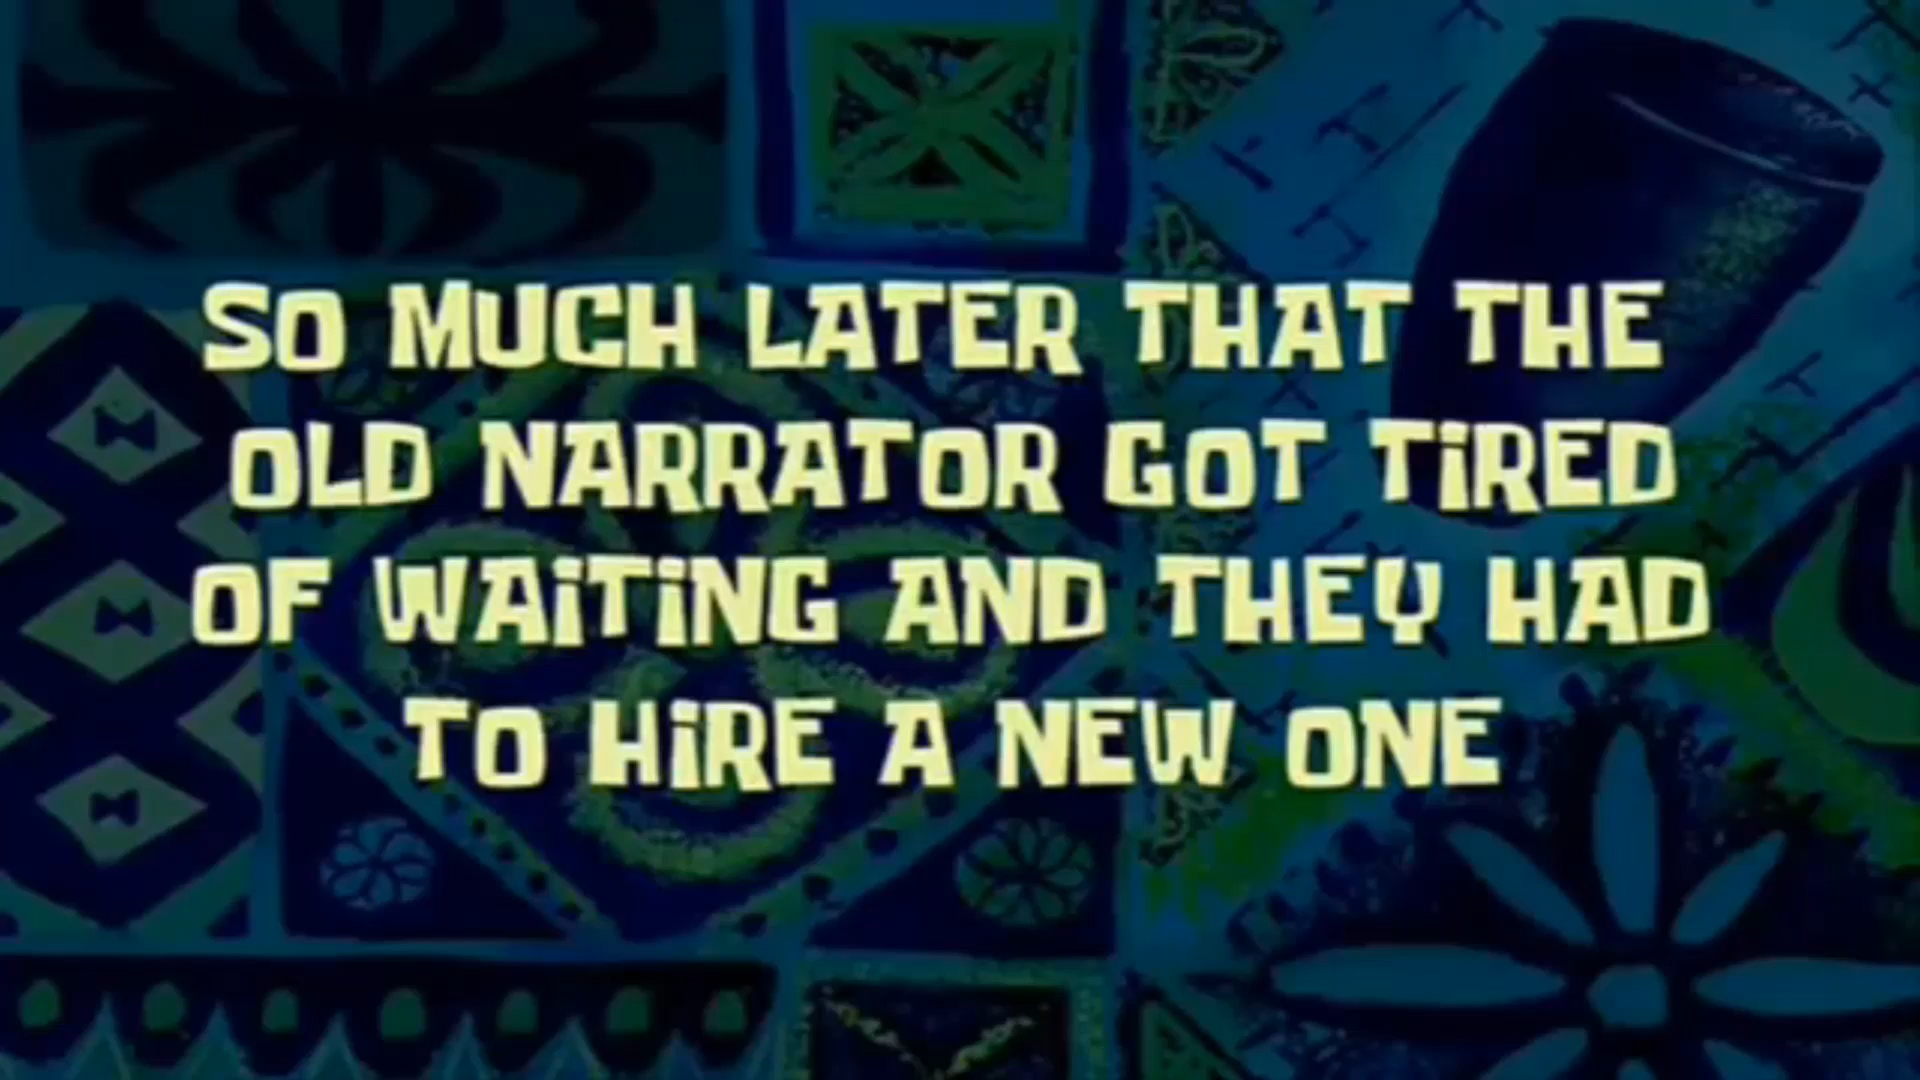 SO MUCH LATER THAT THE
OLD NARRATOR GOT TiRED
OF WAiTiNG AND THEY HAD
TO HiRE A NEW ONE